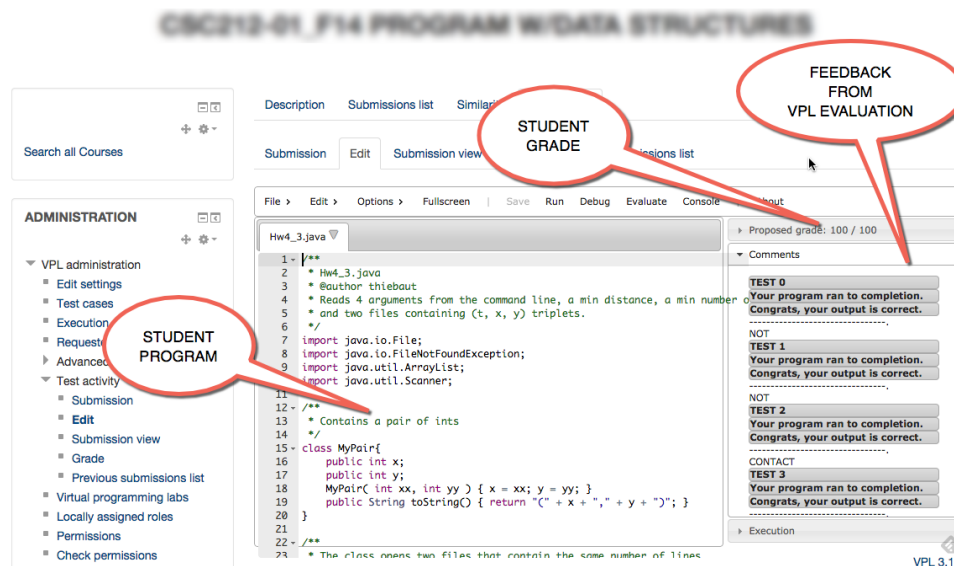 CSC212-01_F14 PROGRAM W/DATA STRUCTURES
FEEDBACK
FROM
VPL EVALUATION
STUDENT
GRADE
Description Submissions list
Search all Courses
Submission Edit Submission view list
File > Edit > Options > Fullscreen | Save Run Debug Evaluate Console
ADMINISTRATION
VPL administration
Edit settings
Test cases
Execution
Advanced
Test activity
Submission
Edit
Submission view
Grade
Previous submissions list
Virtual programming labs
Locally assigned roles
Permissions
Check permissions
STUDENT
PROGRAM
Hw4_3.java
1 /**
2 * Hw4_3.java
3 * @author thiebaut
4 * Reads 4 arguments from the command line, a min distance, a min number o
5 * and two files containing (t, x, y) triplets.
6 */
7 import java.io.File;
8 import java.io.FileNotFoundException;
9 import java.util.ArrayList;
10 import java.util.Scanner;
11
12 /**
13 * Contains a pair of ints
14 */
15 class MyPair{
16 public int x;
17 public int y;
18 MyPair( int xx, int yy ) { x = xx; y = yy; }
19 public String toString() { return "(" + x + "," + y + ")"; }
20 }
21
22 /**
23 * The class opens two files that contain the same number of lines
Proposed grade: 100 / 100
Comments
TEST 0
Your program ran to completion.
Congrats, your output is correct.
--------------------------------.
NOT
TEST 1
Your program ran to completion.
Congrats, your output is correct.
--------------------------------.
NOT
TEST 2
Your program ran to completion.
Congrats, your output is correct.
--------------------------------.
CONTACT
TEST 3
Your program ran to completion.
Congrats, your output is correct.
--------------------------------.
Execution
VPL 3.1